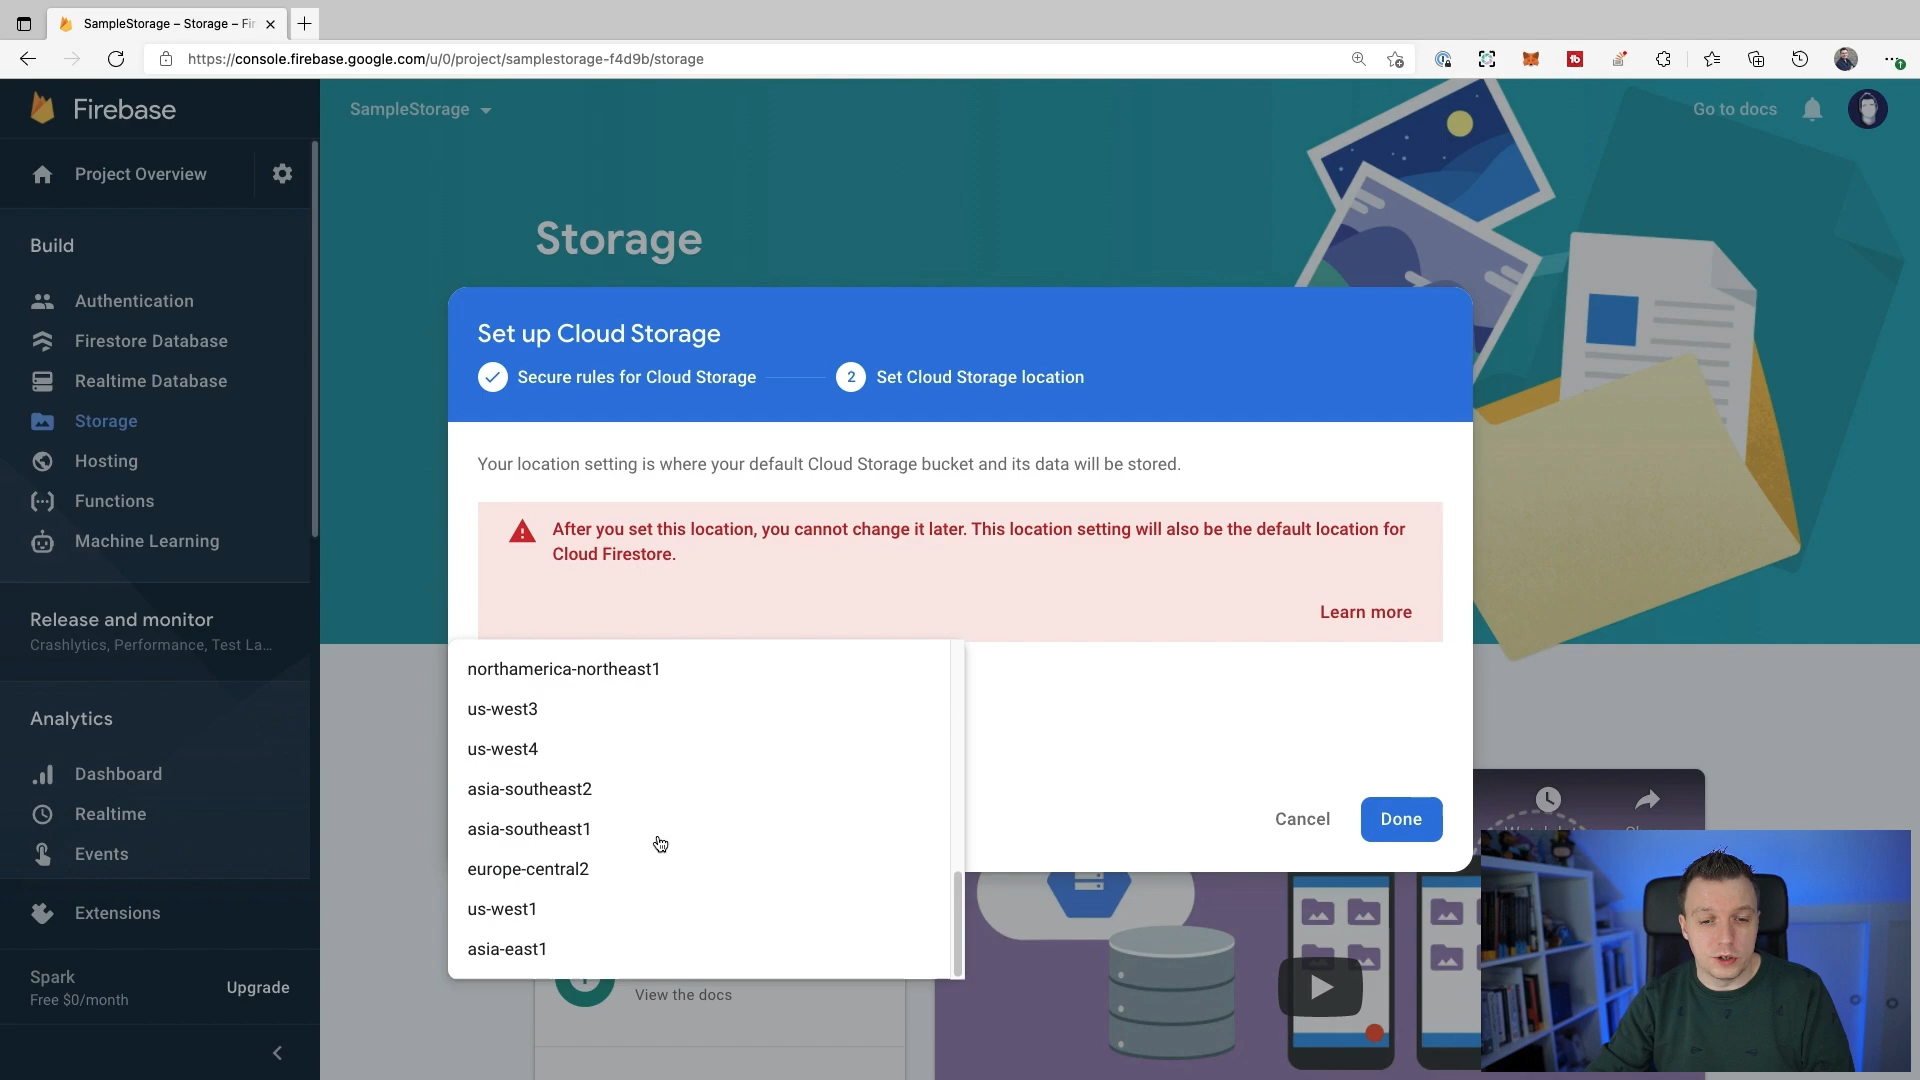 SampleStorage – Storage – Fir
https://console.firebase.google.com/u/0/project/samplestorage-f4d9b/storage
Firebase
SampleStorage
Go to docs
Project Overview
Build
Authentication
Firestore Database
Realtime Database
Storage
Hosting
Functions
Machine Learning
Release and monitor
Crashlytics, Performance, Test La...
Analytics
Dashboard
Realtime
Events
Extensions
Spark
Free $0/month
Upgrade
Storage
Set up Cloud Storage
Secure rules for Cloud Storage
2 Set Cloud Storage location
Your location setting is where your default Cloud Storage bucket and its data will be stored.
After you set this location, you cannot change it later. This location setting will also be the default location for
Cloud Firestore.
Learn more
northamerica-northeast1
us-west3
us-west4
asia-southeast2
asia-southeast1
europe-central2
us-west1
asia-east1
Cancel
Done
View the docs